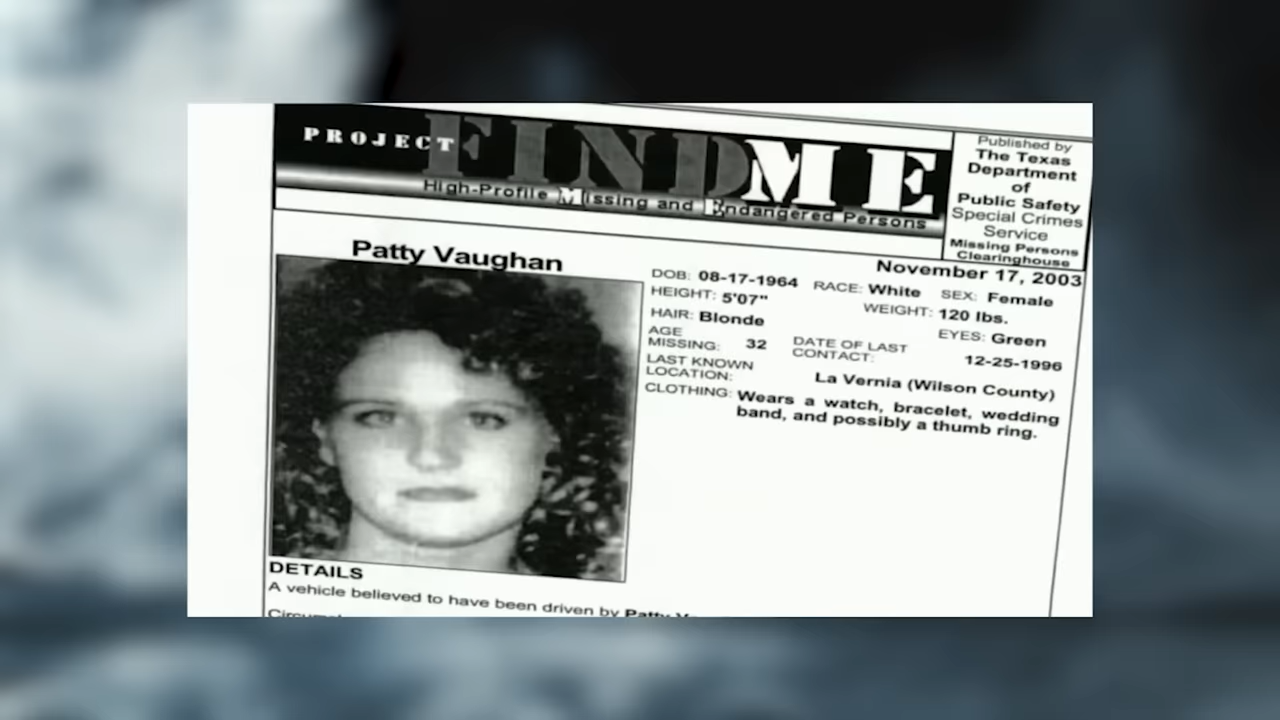 PROJECT FINDME
High-Profile Missing and Endangered Persons
Published by
The Texas
Department
of
Public Safety
Special Crimes
Service
Missing Persons
Clearinghouse
November 17, 2003
Patty Vaughan
DOB: 08-17-1964 RACE: White SEX: Female
HEIGHT: 5'07" WEIGHT: 120 lbs.
HAIR: Blonde EYES: Green
AGE
MISSING: 32 DATE OF LAST
CONTACT: 12-25-1996
LAST KNOWN
LOCATION: La Vernia (Wilson County)
CLOTHING: Wears a watch, bracelet, wedding
band, and possibly a thumb ring.
DETAILS
A vehicle believed to have been driven by Patty